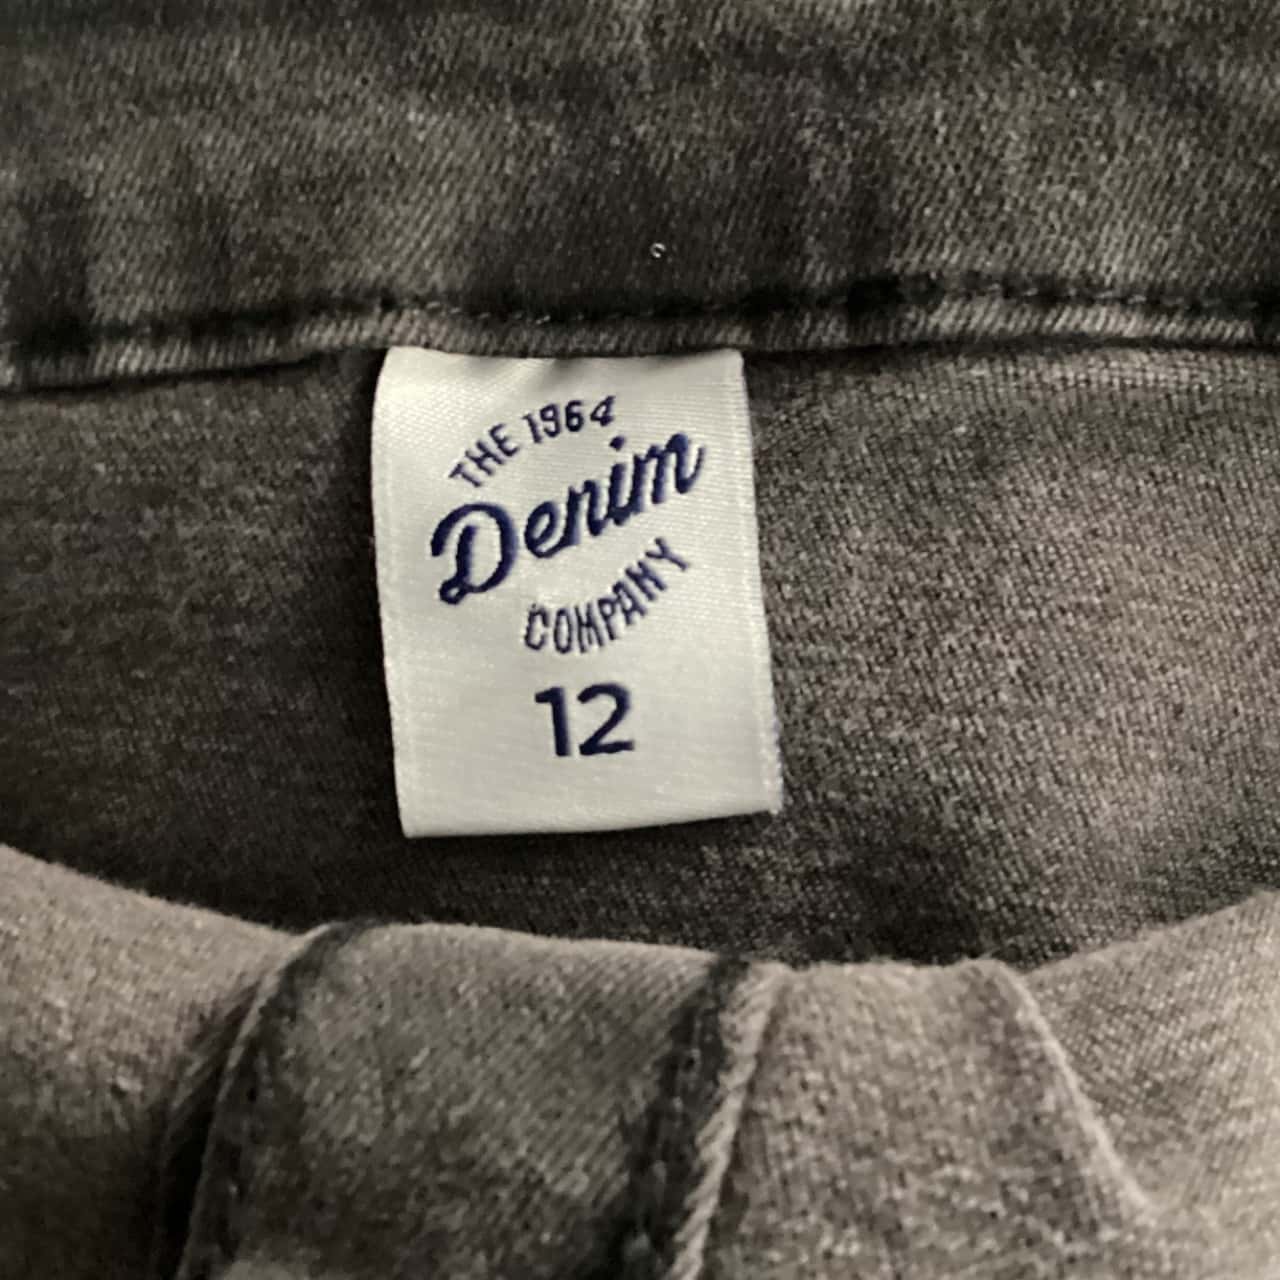 THE 1964
Denim
COMPANY
12